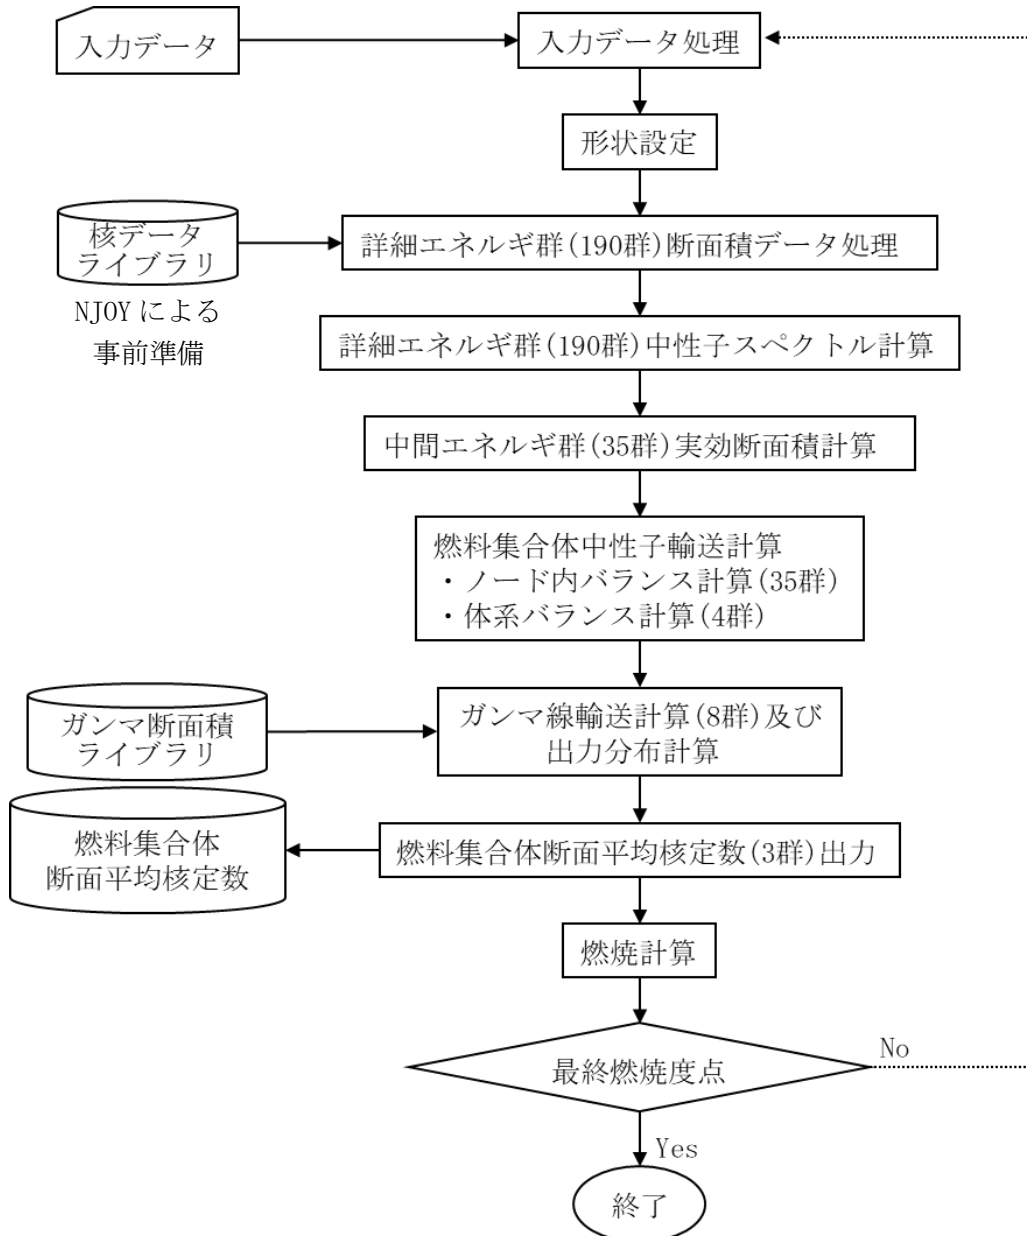 入力データ
入力データ処理
形状設定
核データ
ライブラリ
NJOYによる
事前準備
詳細エネルギ群(190群)断面積データ処理
詳細エネルギ群(190群)中性子スペクトル計算
中間エネルギ群(35群)実効断面積計算
燃料集合体中性子輸送計算
・ノード内バランス計算(35群)
・体系バランス計算(4群)
ガンマ断面積
ライブラリ
ガンマ線輸送計算(8群)及び
出力分布計算
燃料集合体
断面平均核定数
燃料集合体断面平均核定数(3群)出力
燃焼計算
最終燃焼度点
No
Yes
終了